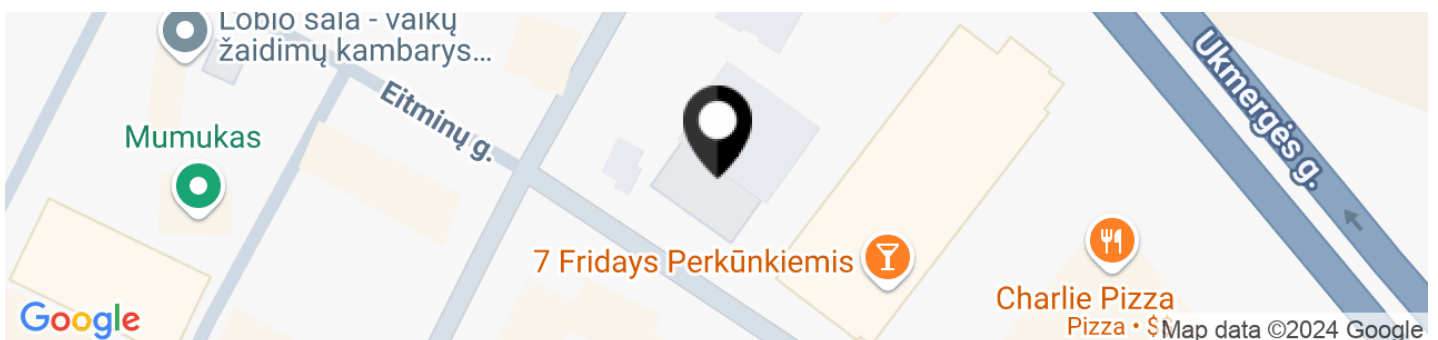 Lobio sala - vaikų
žaidimų kambarys...
Eitminų g.
Mumukas
Ukmergės g.
7 Fridays Perkūnkiemis
Charlie Pizza
Pizza • $
Google
Map data ©2024 Google